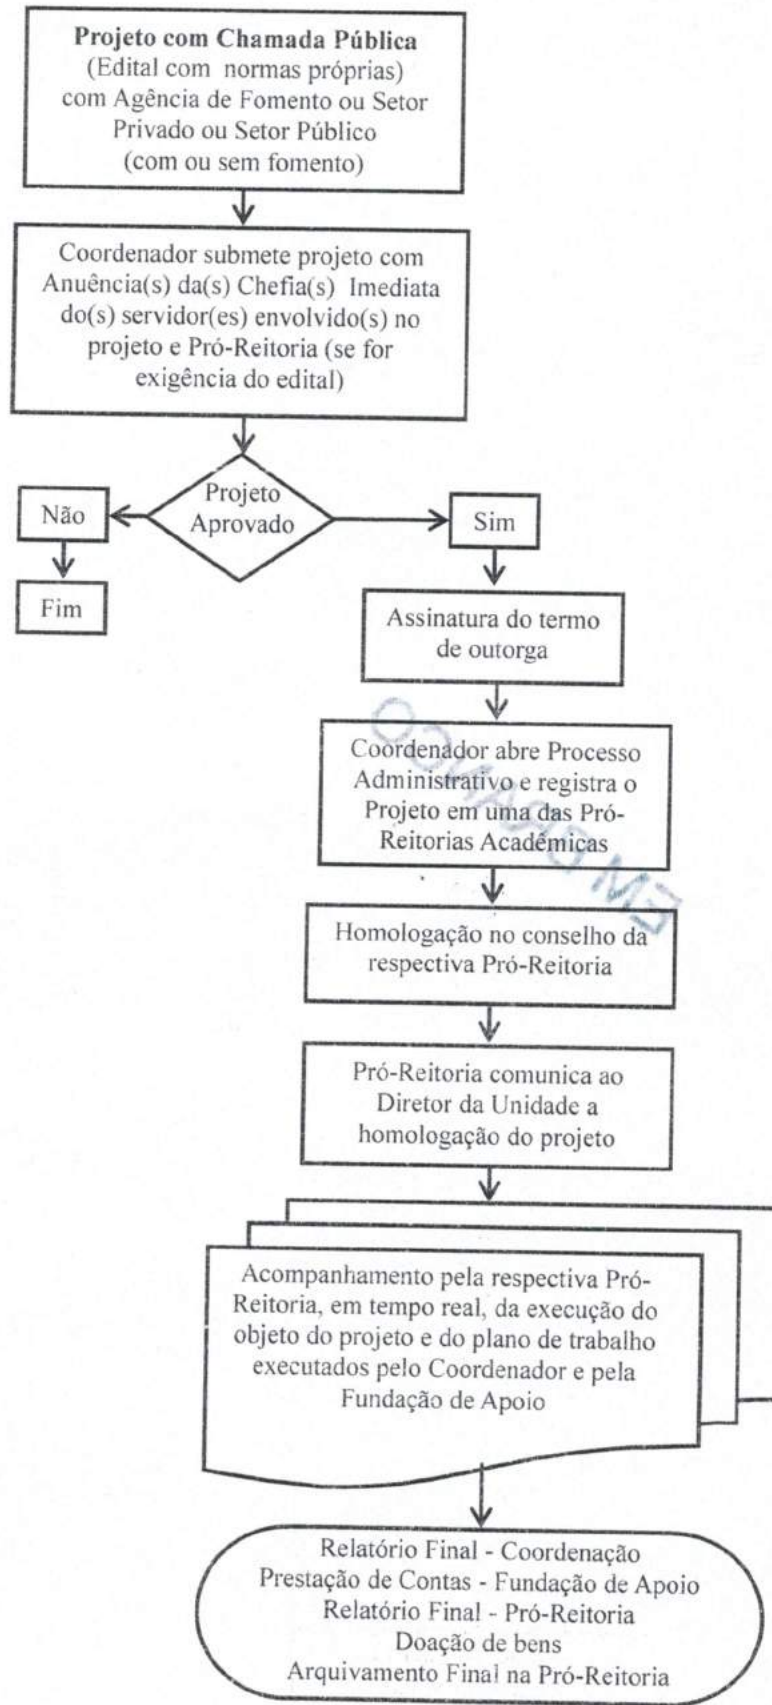 Projeto com Chamada Pública
(Edital com normas próprias)
com Agência de Fomento ou Setor
Privado ou Setor Público
(com ou sem fomento)
Coordenador submete projeto com
Anuência(s) da(s) Chefia(s) Imediata
do(s) servidor(es) envolvido(s) no
projeto e Pró-Reitoria (se for
exigência do edital)
Projeto
Aprovado
Não
Sim
Fim
Assinatura do termo
de outorga
Coordenador abre Processo
Administrativo e registra o
Projeto em uma das Pró-
Reitorias Acadêmicas
EM BRANCO
Homologação no conselho da
respectiva Pró-Reitoria
Pró-Reitoria comunica ao
Diretor da Unidade a
homologação do projeto
Acompanhamento pela respectiva Pró-
Reitoria, em tempo real, da execução do
objeto do projeto e do plano de trabalho
executados pelo Coordenador e pela
Fundação de Apoio
Relatório Final - Coordenação
Prestação de Contas - Fundação de Apoio
Relatório Final - Pró-Reitoria
Doação de bens
Arquivamento Final na Pró-Reitoria